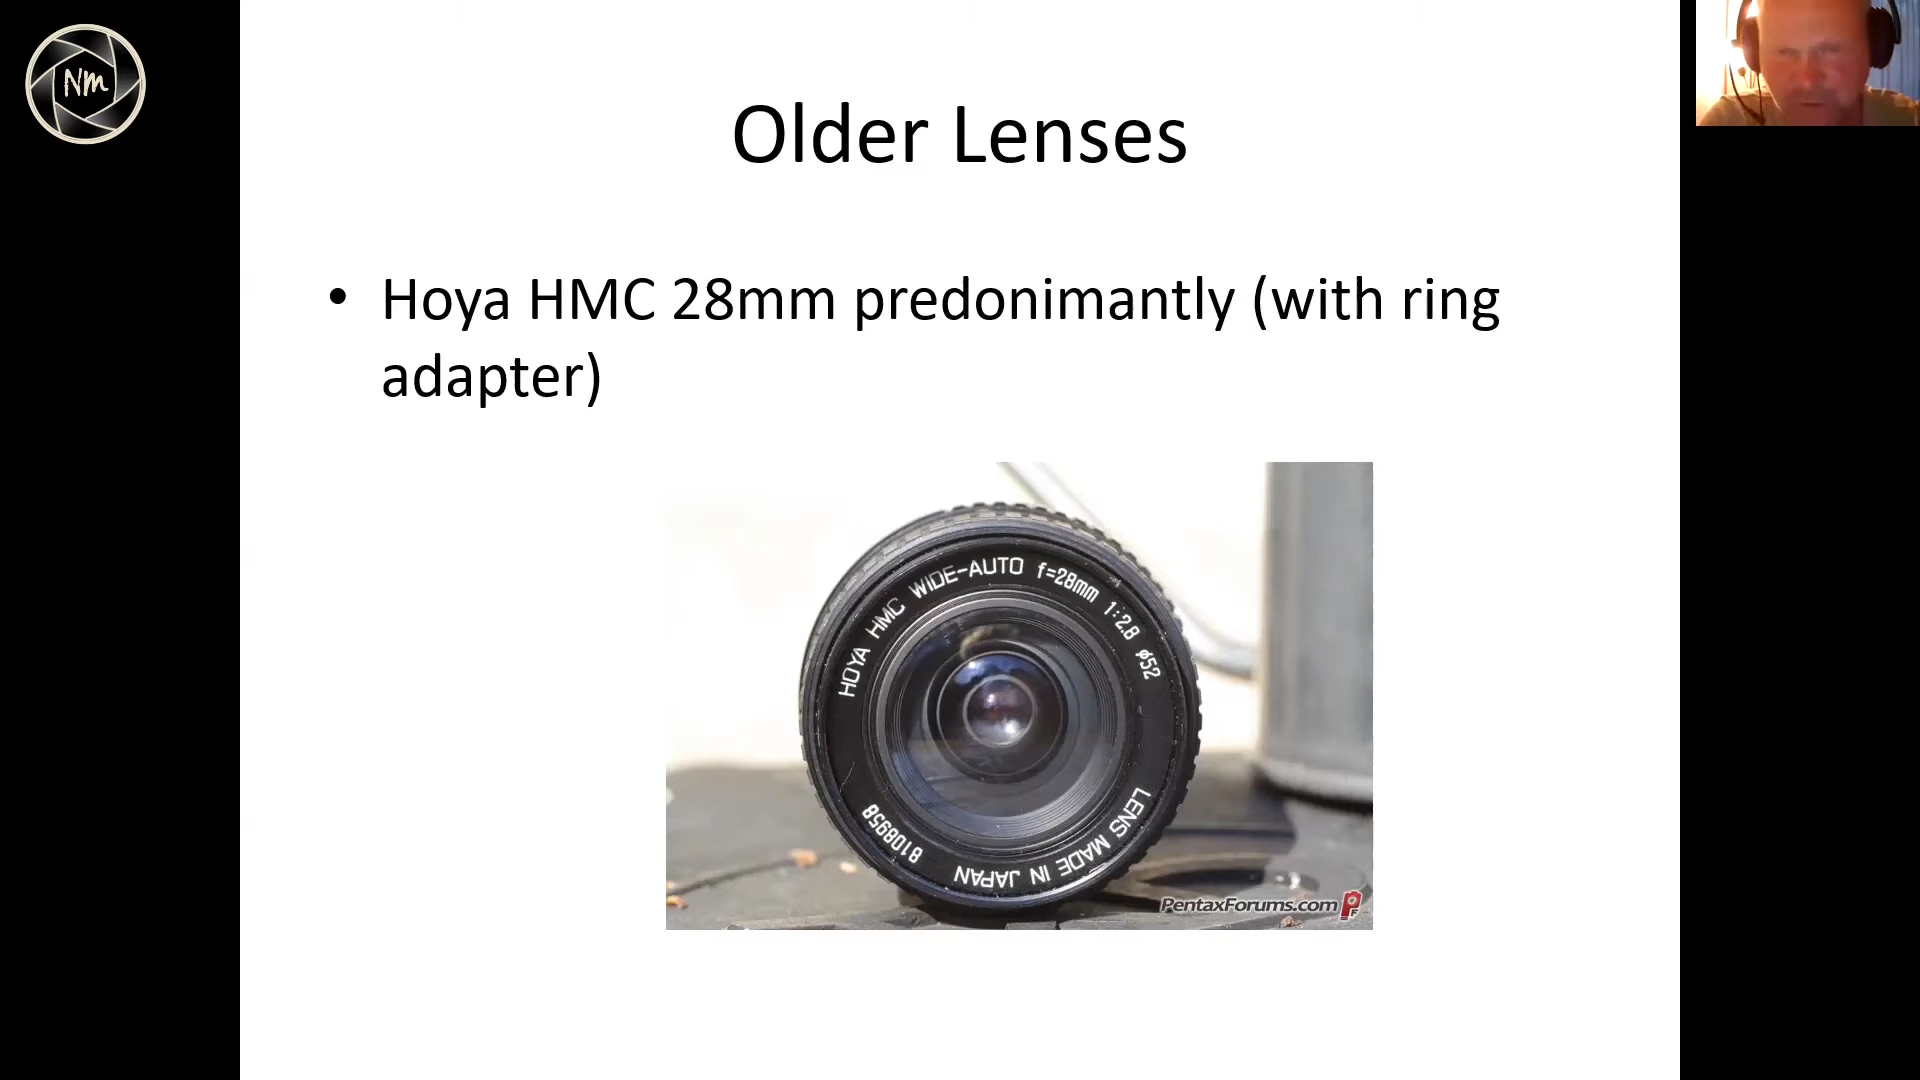 Nm
Older Lenses
• Hoya HMC 28mm predonimantly (with ring
adapter)
HOYA HMC WIDE-AUTO f=28mm 1:2.8 ø52
LENS MADE IN JAPAN
8108958
PentaxForums.com